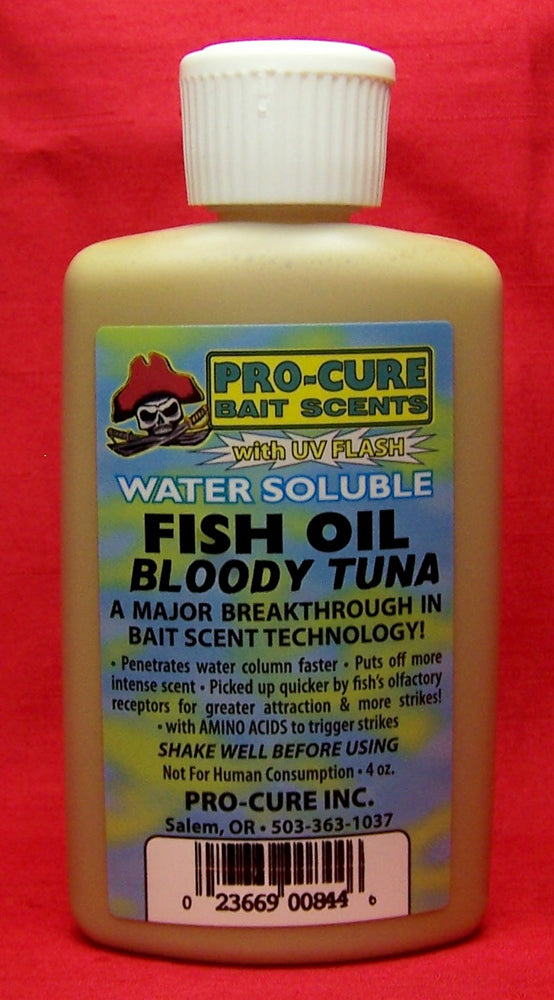 PRO-CURE
BAIT SCENTS
with UV FLASH
WATER SOLUBLE
FISH OIL
BLOODY TUNA
A MAJOR BREAKTHROUGH IN
BAIT SCENT TECHNOLOGY!
• Penetrates water column faster • Puts off more
intense scent • Picked up quicker by fish's olfactory
receptors for greater attraction & more strikes!
• with AMINO ACIDS to trigger strikes
SHAKE WELL BEFORE USING
Not For Human Consumption • 4 oz.
PRO-CURE INC.
Salem, OR • 503-363-1037
0 23669 00844 6